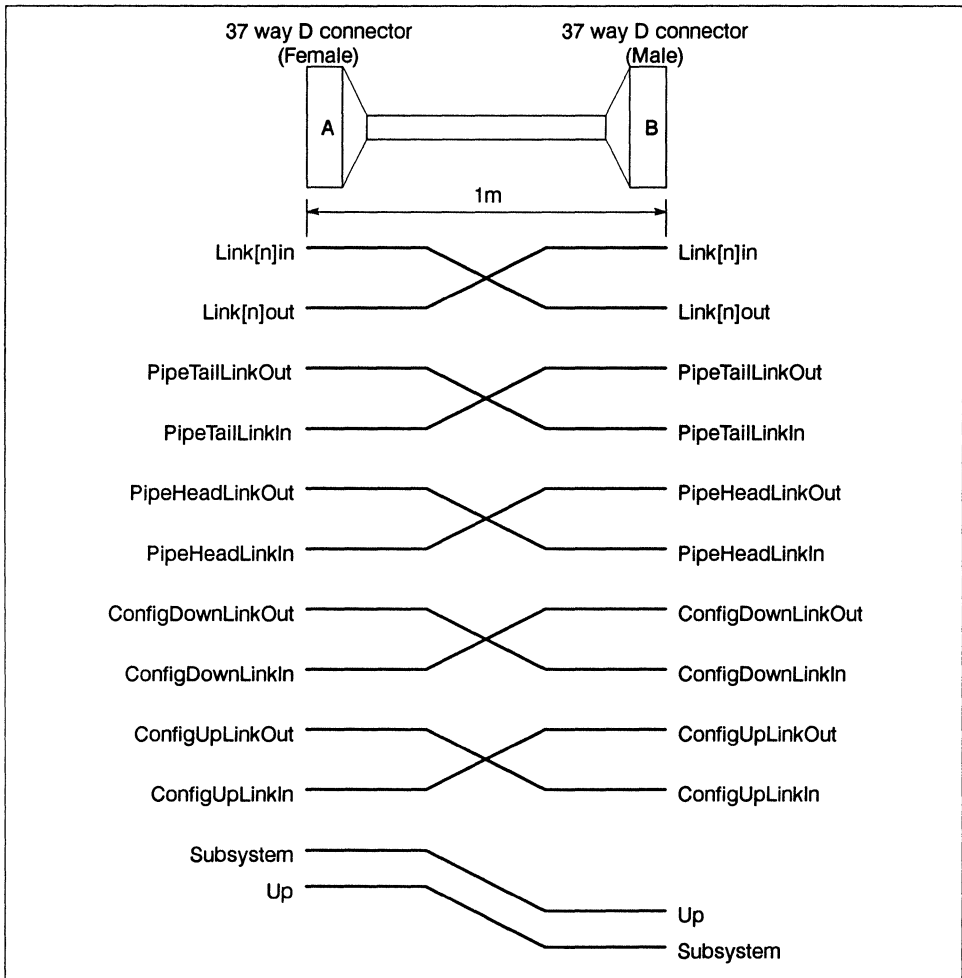 37 way D connector
(Female)
37 way D connector
(Male)
A
B
1m
Link[n]in
Link[n]in
Link[n]out
Link[n]out
PipeTailLinkOut
PipeTailLinkOut
PipeTailLinkIn
PipeTailLinkIn
PipeHeadLinkOut
PipeHeadLinkOut
PipeHeadLinkIn
PipeHeadLinkIn
ConfigDownLinkOut
ConfigDownLinkOut
ConfigDownLinkIn
ConfigDownLinkIn
ConfigUpLinkOut
ConfigUpLinkOut
ConfigUpLinkIn
ConfigUpLinkIn
Subsystem
Up
Up
Subsystem